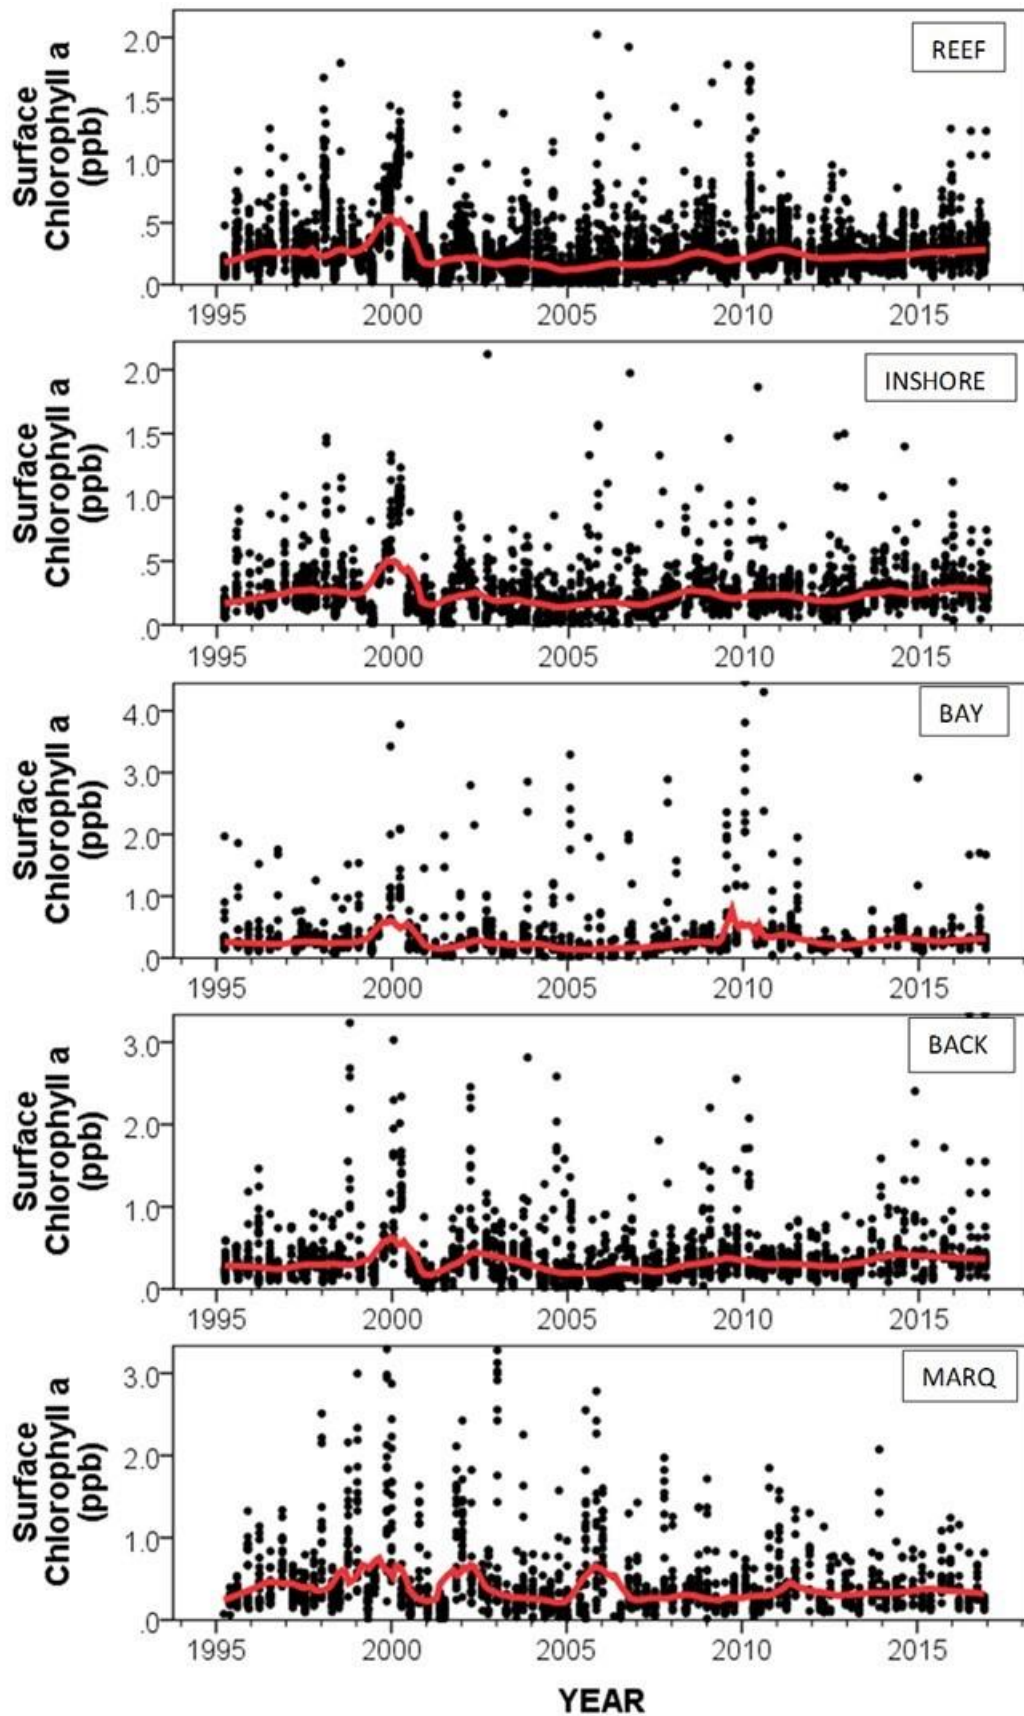 Surface
Chlorophyll a
(ppb)
REEF
2.0
1.5
1.0
.5
.0
1995 2000 2005 2010 2015
Surface
Chlorophyll a
(ppb)
INSHORE
2.0
1.5
1.0
.5
.0
1995 2000 2005 2010 2015
Surface
Chlorophyll a
(ppb)
BAY
4.0
3.0
2.0
1.0
.0
1995 2000 2005 2010 2015
Surface
Chlorophyll a
(ppb)
BACK
3.0
2.0
1.0
.0
1995 2000 2005 2010 2015
Surface
Chlorophyll a
(ppb)
MARQ
3.0
2.0
1.0
.0
1995 2000 2005 2010 2015
YEAR